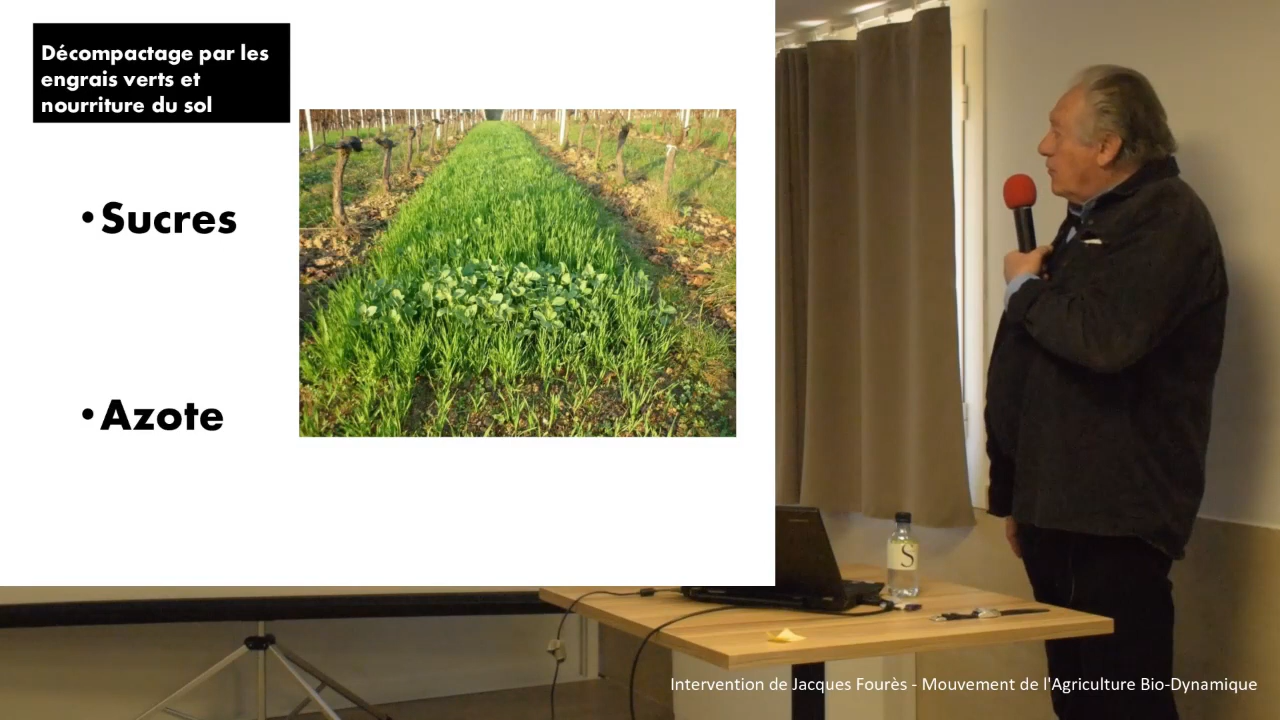 Décompactage par les
engrais verts et
nourriture du sol
•Sucres
•Azote
S
Intervention de Jacques Fourès - Mouvement de l'Agriculture Bio-Dynamique